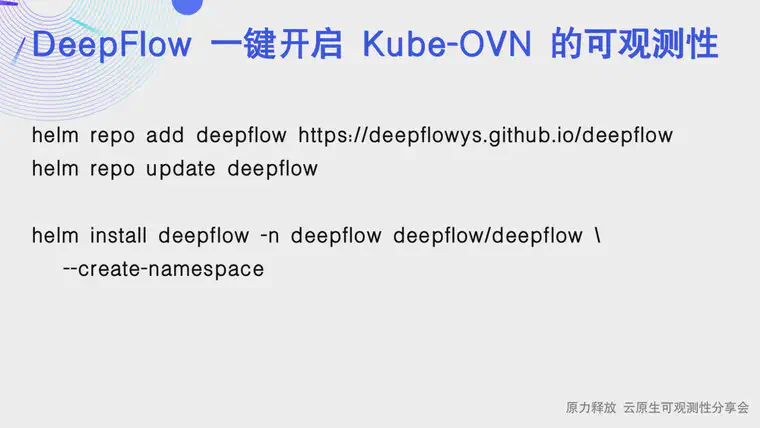 DeepFlow 一键开启 Kube-OVN 的可观测性
helm repo add deepflow https://deepflowys.github.io/deepflow
helm repo update deepflow
helm install deepflow -n deepflow deepflow/deepflow \
--create-namespace
原力释放 云原生可观测性分享会